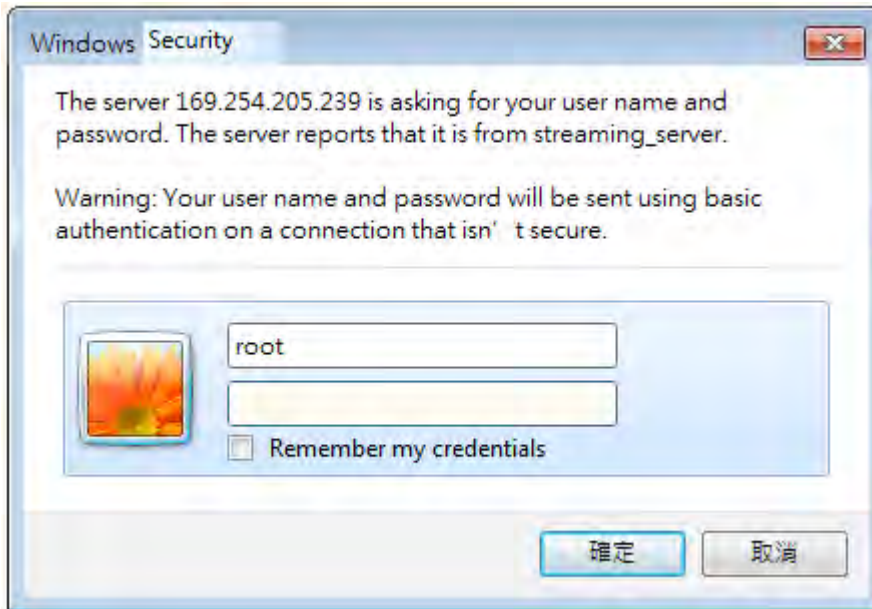 Windows Security
The server 169.254.205.239 is asking for your user name and
password. The server reports that it is from streaming_server.
Warning: Your user name and password will be sent using basic
authentication on a connection that isn't secure.
root
Remember my credentials
確定 取消